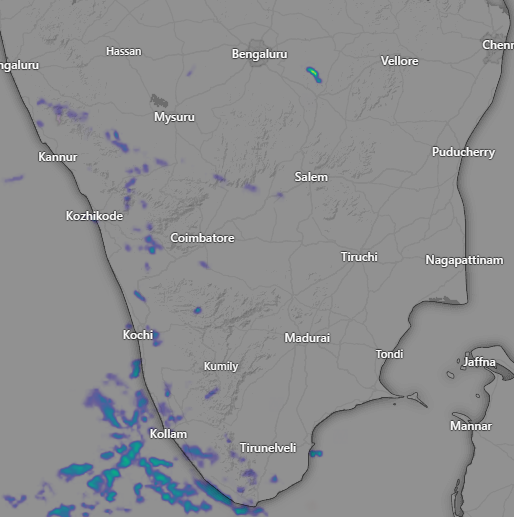 Hassan
Bengaluru
Chenn
ngaluru
Vellore
Mysuru
Kannur
Puducherry
Salem
Kozhikode
Coimbatore
Tiruchi
Nagapattinam
Kochi
Madurai
Tondi
Kumily
Jaffna
Kollam
Mannar
Tirunelveli